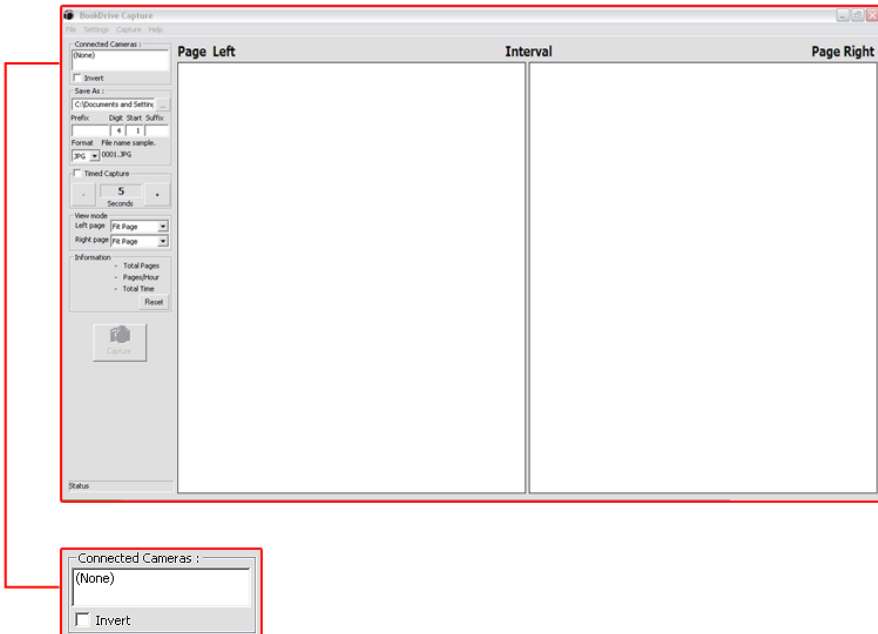 BookDrive Capture
File Settings Capture Help
Connected Cameras :
(None)
Invert
Save As :
C:\Documents and Setting ...
Prefix Digit Start Suffix
4 1
Format File name sample.
JPG 0001.JPG
Timed Capture
- 5 +
Seconds
View mode
Left page Fit Page
Right page Fit Page
Information
- Total Pages
- Pages/Hour
- Total Time
Reset
Capture
Status
Page Left Interval Page Right
Connected Cameras :
(None)
Invert